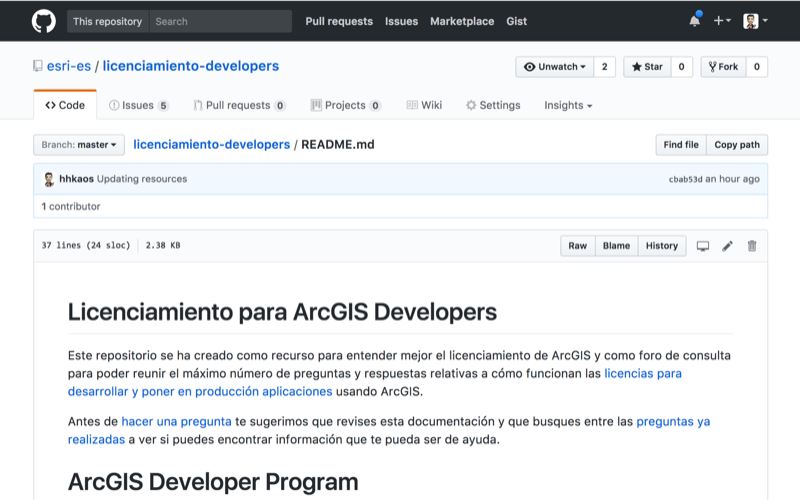 This repository Search Pull requests Issues Marketplace Gist
esri-es / licenciamiento-developers Unwatch 2 Star 0 Fork 0
Code Issues 5 Pull requests 0 Projects 0 Wiki Settings Insights
Branch: master licenciamiento-developers / README.md Find file Copy path
hhkaos Updating resources cbab53d an hour ago
1 contributor
37 lines (24 sloc) 2.38 KB Raw Blame History
Licenciamiento para ArcGIS Developers
Este repositorio se ha creado como recurso para entender mejor el licenciamiento de ArcGIS y como foro de consulta
para poder reunir el máximo número de preguntas y respuestas relativas a cómo funcionan las licencias para
desarrollar y poner en producción aplicaciones usando ArcGIS.
Antes de hacer una pregunta te sugerimos que revises esta documentación y que busques entre las preguntas ya
realizadas a ver si puedes encontrar información que te pueda ser de ayuda.
ArcGIS Developer Program